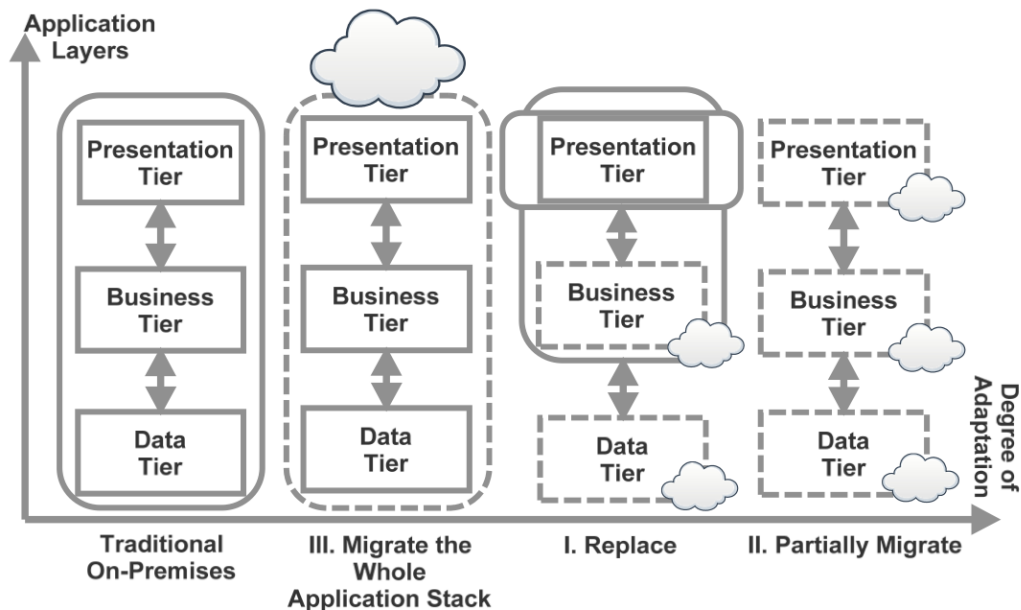 Application
Layers
Presentation
Tier
Business
Tier
Data
Tier
Presentation
Tier
Business
Tier
Data
Tier
Presentation
Tier
Business
Tier
Data
Tier
Presentation
Tier
Business
Tier
Data
Tier
Degree of
Adaptation
Traditional
On-Premises
III. Migrate the
Whole
Application Stack
I. Replace
II. Partially Migrate